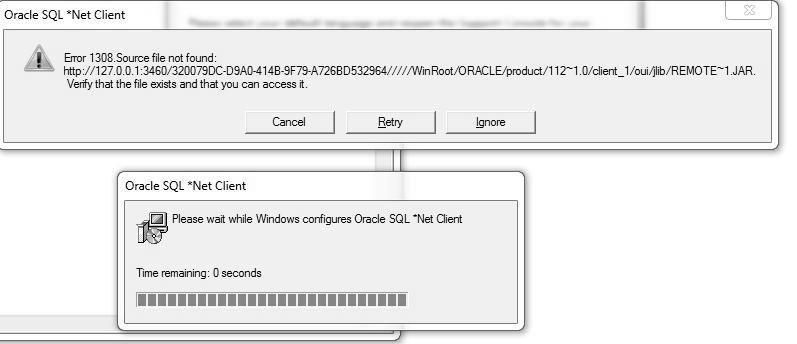 Oracle SQL *Net Client
Please select your default language and reopen the Support Console for your
Error 1308.Source file not found:
http://127.0.0.1:3460/320079DC-D9A0-414B-9F79-A726BD532964/////WinRoot/ORACLE/product/112~1.0/client_1/oui/jlib/REMOTE~1.JAR.
Verify that the file exists and that you can access it.
Cancel
Retry
Ignore
Oracle SQL *Net Client
Please wait while Windows configures Oracle SQL *Net Client
Time remaining: 0 seconds